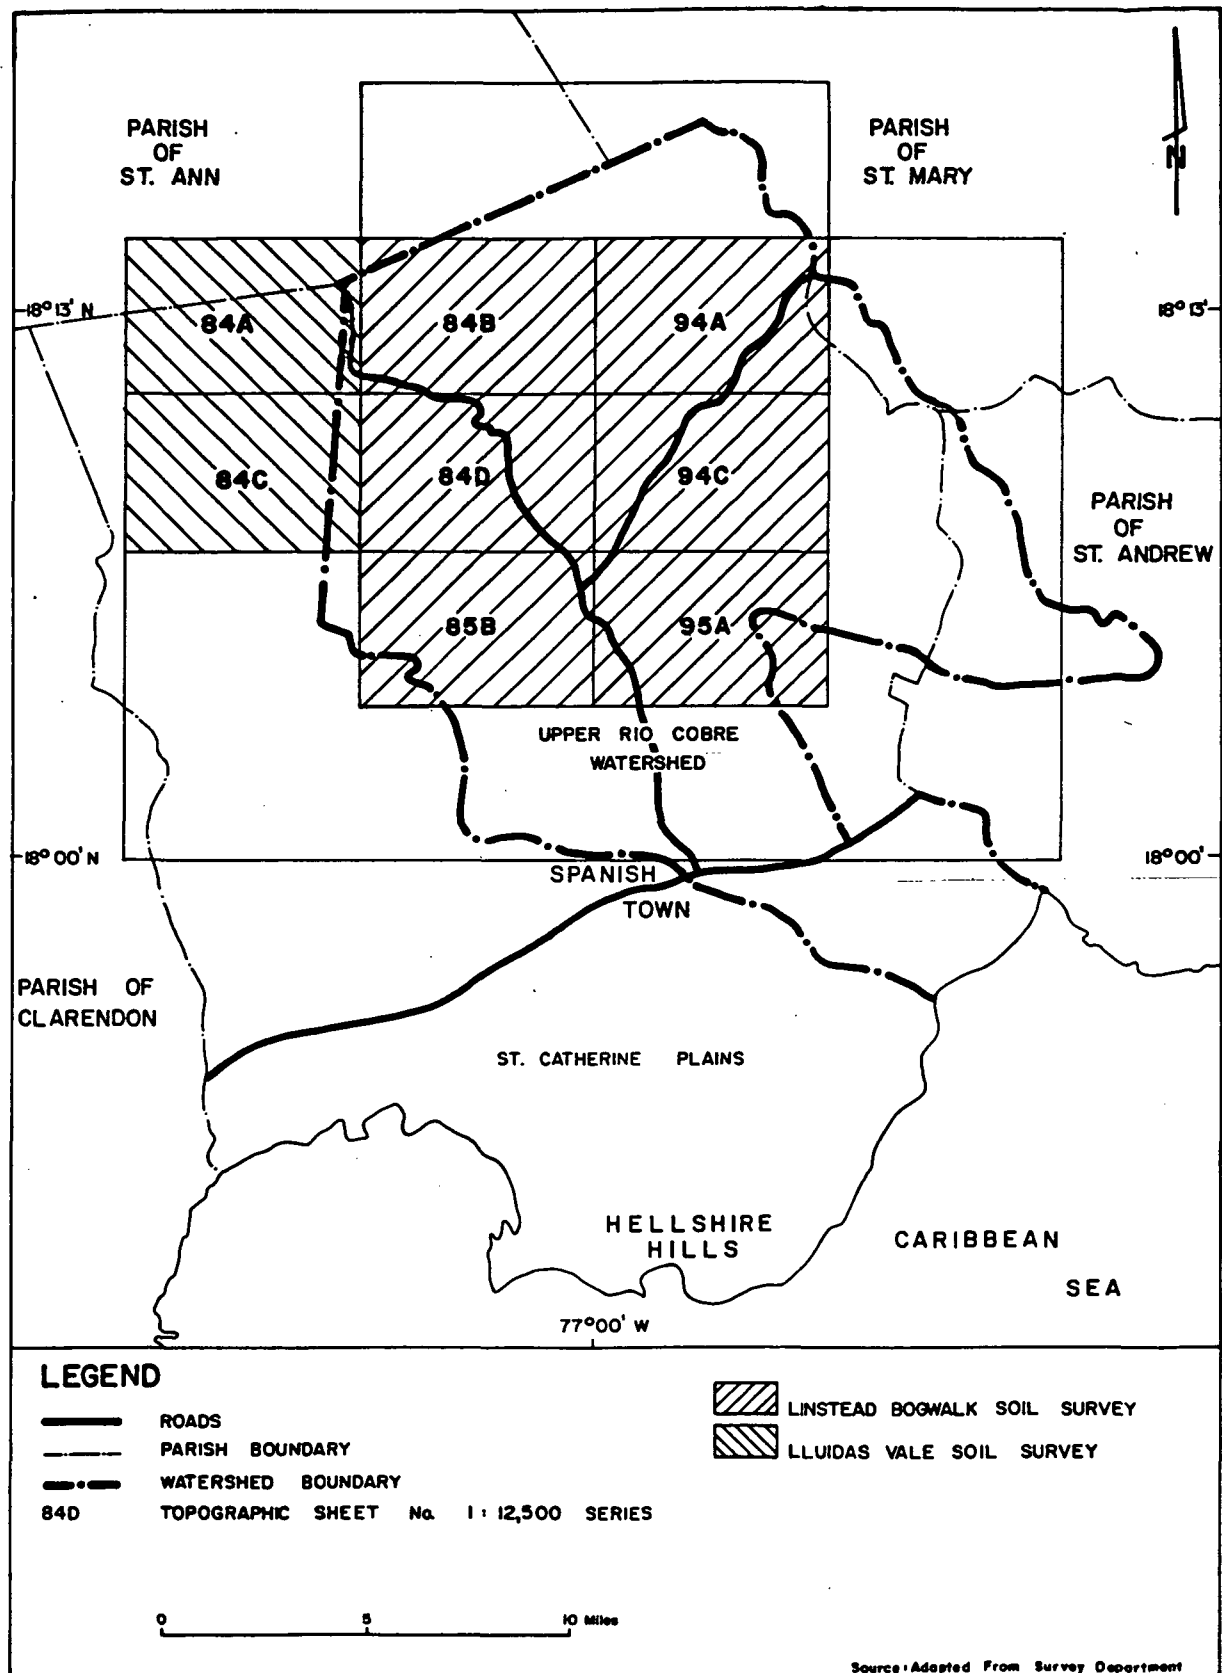 PARISH
OF
ST. ANN
PARISH
OF
ST. MARY
N
18° 13' N
18° 13'
84A
84B
94A
84C
84D
94C
PARISH
OF
ST. ANDREW
85B
95A
UPPER RIO COBRE
WATERSHED
18° 00' N
18° 00'
SPANISH
TOWN
PARISH OF
CLARENDON
ST. CATHERINE PLAINS
HELLSHIRE
HILLS
CARIBBEAN
SEA
77°00' W
LEGEND
ROADS
PARISH BOUNDARY
WATERSHED BOUNDARY
84D TOPOGRAPHIC SHEET No. 1 : 12,500 SERIES
LINSTEAD BOGWALK SOIL SURVEY
LLUIDAS VALE SOIL SURVEY
0 5 10 Miles
Source: Adapted From Survey Department